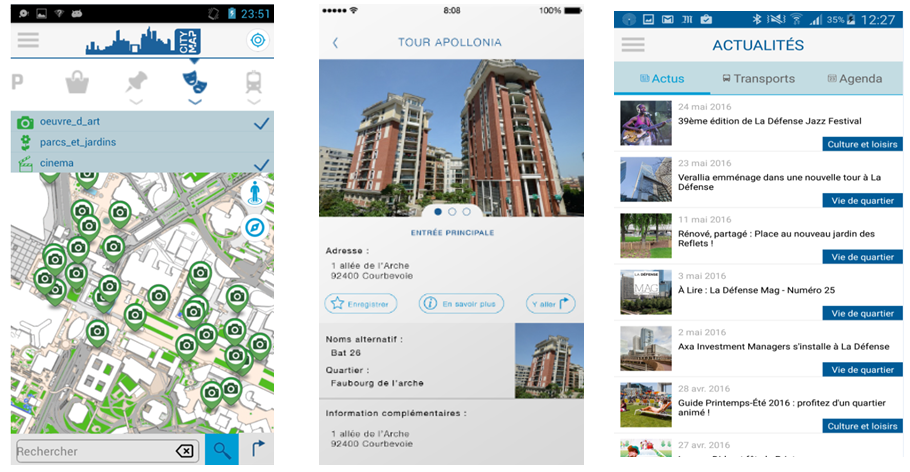 23:51
CITY
MAP
P
oeuvre_d_art
parcs_et_jardins
cinema
Rechercher
8:08
100%
TOUR APOLLONIA
ENTRÉE PRINCIPALE
Adresse :
1 allée de l'Arche
92400 Courbevoie
Enregistrer
En savoir plus
Y aller
Noms alternatif :
Bat 26
Quartier :
Faubourg de l'arche
Information complémentaires :
1 allée de l'Arche
92400 Courbevoie
35%
12:27
ACTUALITÉS
Actus
Transports
Agenda
24 mai 2016
39ème édition de La Défense Jazz Festival
Culture et loisirs
23 mai 2016
Verallia emménage dans une nouvelle tour à La
Défense
Vie de quartier
11 mai 2016
Rénové, partagé : Place au nouveau jardin des
Reflets !
Vie de quartier
3 mai 2016
À Lire : La Défense Mag - Numéro 25
LA DÉFENSE
MAG
Vie de quartier
2 mai 2016
Axa Investment Managers s'installe à La Défense
Vie de quartier
28 avr. 2016
Guide Printemps-Été 2016 : profitez d'un quartier
animé !
Culture et loisirs
27 avr. 2016